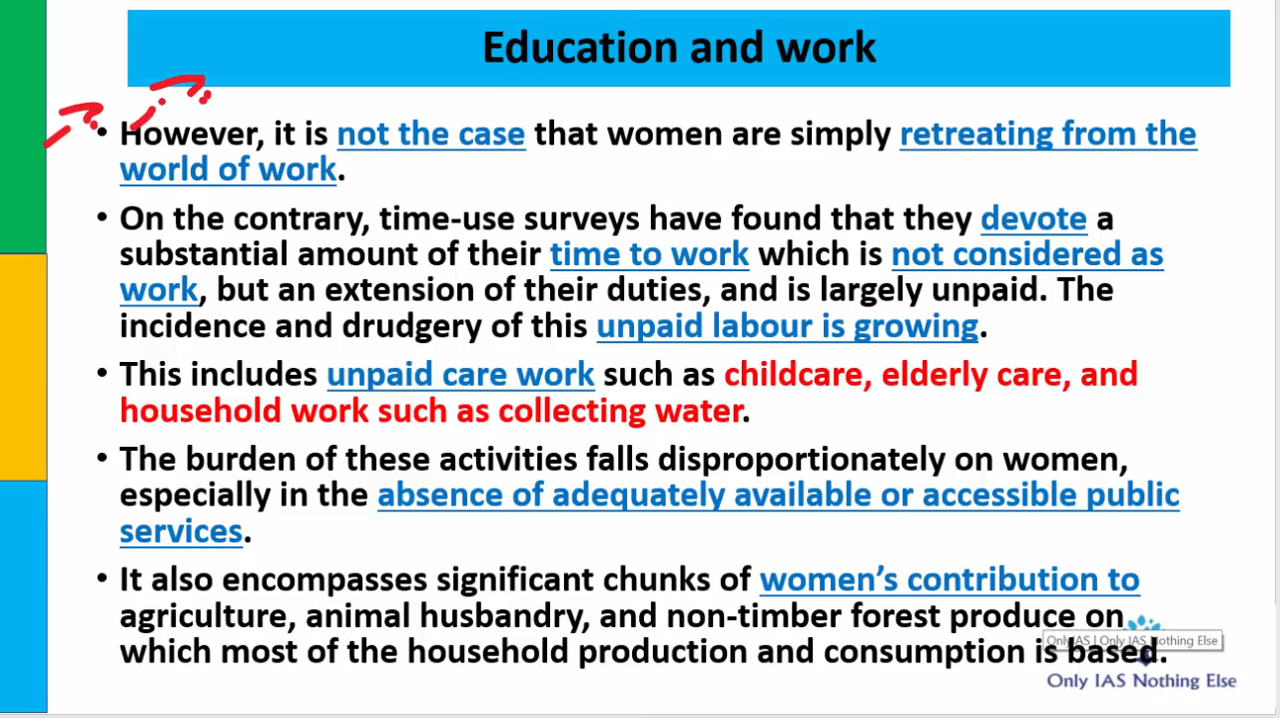 Education and work
• However, it is not the case that women are simply retreating from the
world of work.
• On the contrary, time-use surveys have found that they devote a
substantial amount of their time to work which is not considered as
work, but an extension of their duties, and is largely unpaid. The
incidence and drudgery of this unpaid labour is growing.
• This includes unpaid care work such as childcare, elderly care, and
household work such as collecting water.
• The burden of these activities falls disproportionately on women,
especially in the absence of adequately available or accessible public
services.
• It also encompasses significant chunks of women’s contribution to
agriculture, animal husbandry, and non-timber forest produce on
Only IAS | Only IAS Nothing Else
which most of the household production and consumption is based.
Only IAS Nothing Else